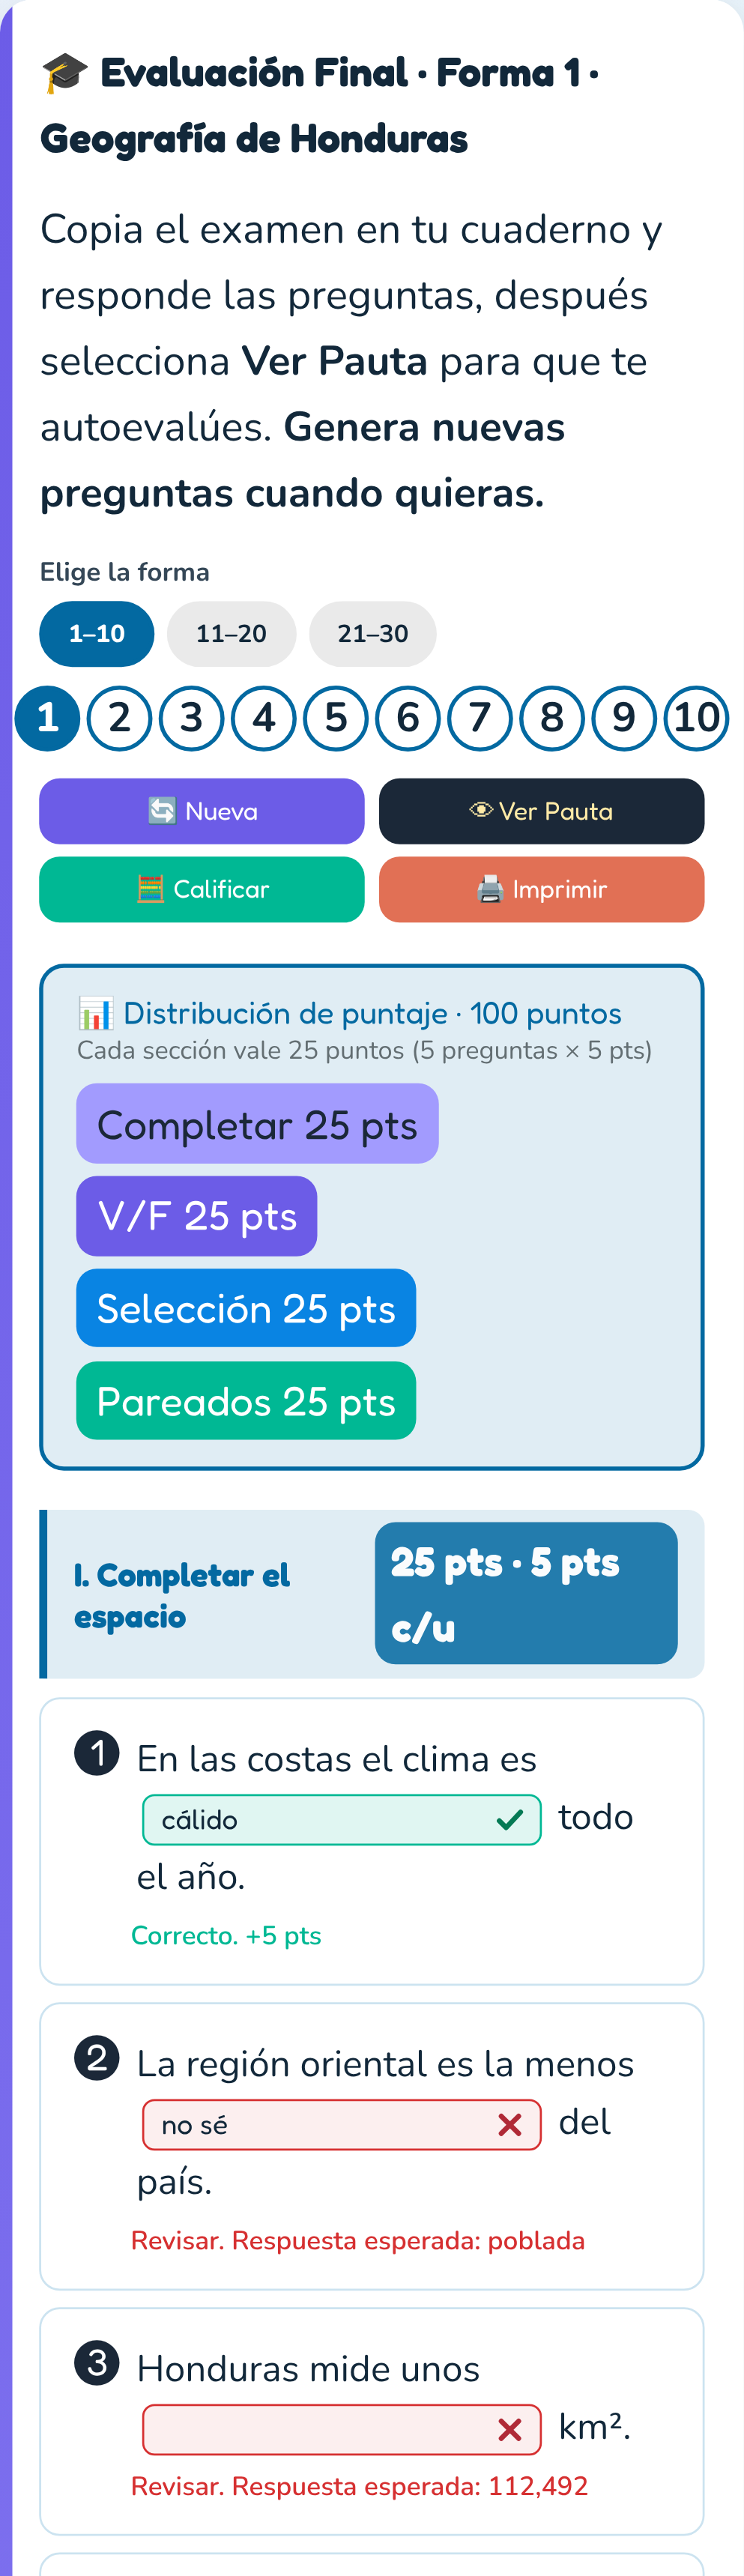 🎓 Evaluación Final · Forma 1 ·
Geografía de Honduras
Copia el examen en tu cuaderno y
responde las preguntas, después
selecciona Ver Pauta para que te
autoevalúes. Genera nuevas
preguntas cuando quieras.
Elige la forma
1–10 11–20 21–30
1 2 3 4 5 6 7 8 9 10
🔄 Nueva 👁 Ver Pauta
🧮 Calificar 🖨️ Imprimir
📊 Distribución de puntaje · 100 puntos
Cada sección vale 25 puntos (5 preguntas × 5 pts)
Completar 25 pts
V/F 25 pts
Selección 25 pts
Pareados 25 pts
I. Completar el
espacio
25 pts · 5 pts
c/u
1 En las costas el clima es
cálido todo
el año.
Correcto. +5 pts
2 La región oriental es la menos
no sé del
país.
Revisar. Respuesta esperada: poblada
3 Honduras mide unos
km².
Revisar. Respuesta esperada: 112,492